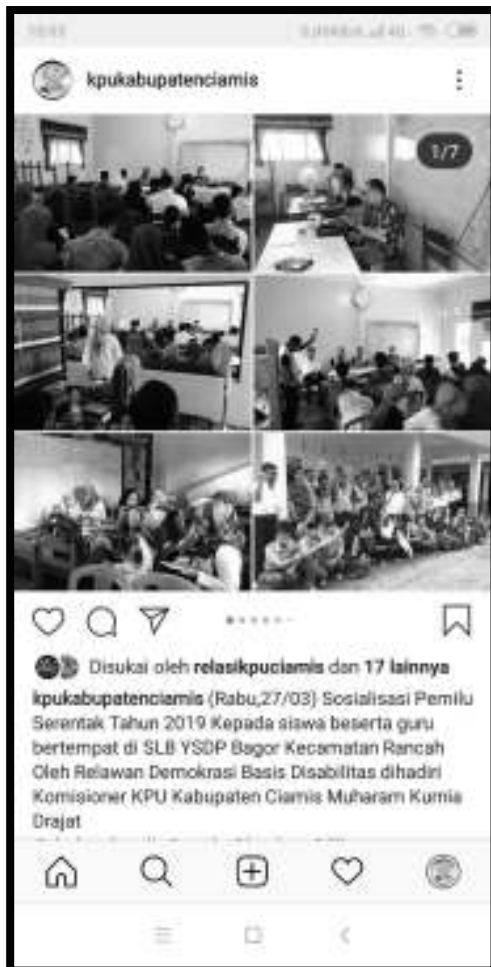 kpukabupatenciamis
1/7
Disukai oleh relasikpuciamis dan 17 lainnya
kpukabupatenciamis (Rabu,27/03) Sosialisasi Pemilu
Serentak Tahun 2019 Kepada siswa beserta guru
bertempat di SLB YSDP Bagor Kecamatan Rancah
Oleh Relawan Demokrasi Basis Disabilitas dihadiri
Komisioner KPU Kabupaten Ciamis Muharam Kurnia
Drajat